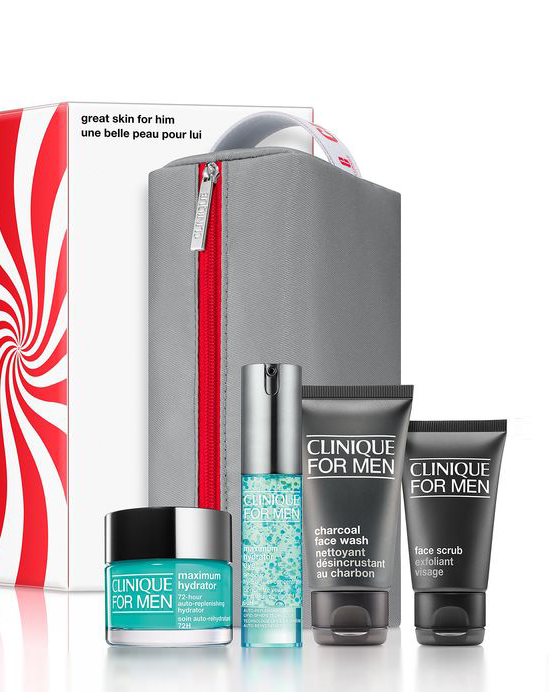 great skin for him
une belle peau pour lui
CLINIQUE
CLINIQUE
FOR MEN
maximum
hydrator
72-hour
auto-replenishing
hydrator
soin auto-réhydratant
72H
CLINIQUE
FOR MEN
maximum
hydrator
eye
CLINIQUE
FOR MEN
charcoal
face wash
nettoyant
désincrustant
au charbon
CLINIQUE
FOR MEN
face scrub
exfoliant
visage